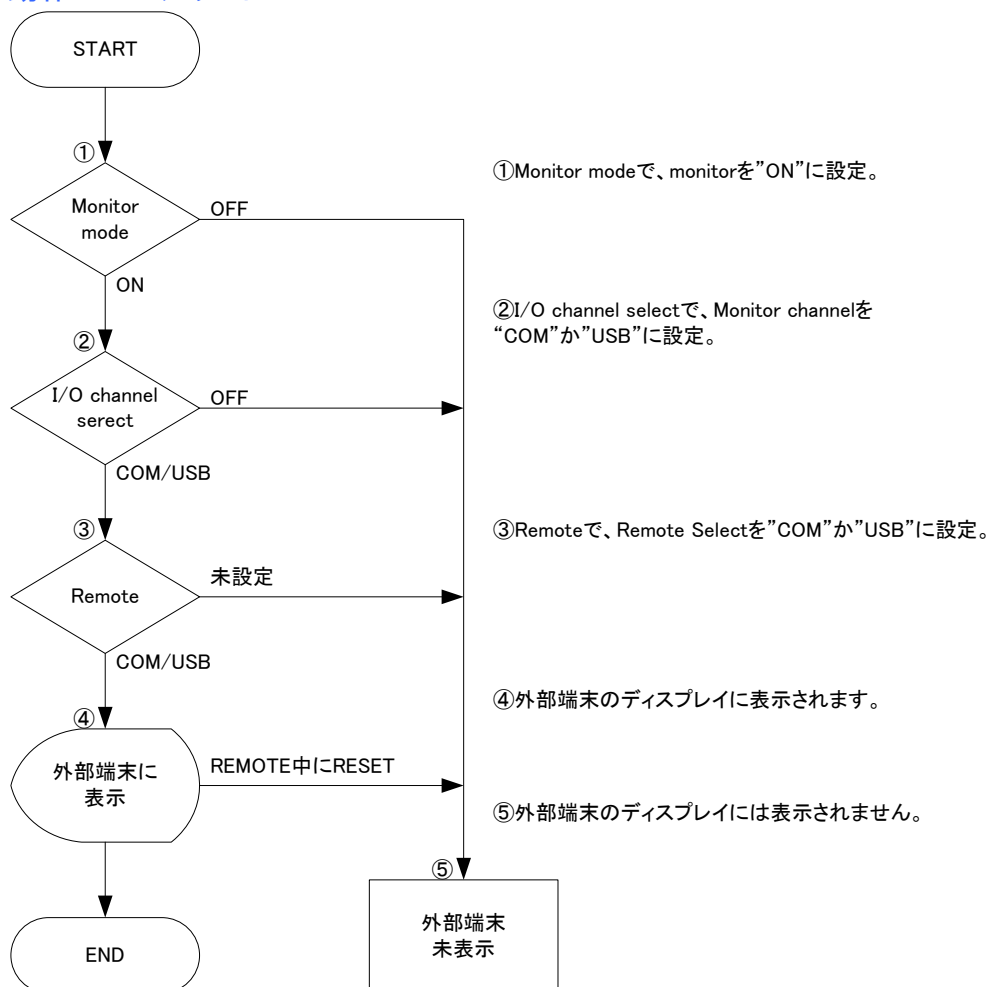 START
①
①Monitor modeで、monitorを”ON”に設定。
Monitor
mode
OFF
ON
②I/O channel selectで、Monitor channelを
“COM”か”USB”に設定。
②
I/O channel
serect
OFF
COM/USB
③
③Remoteで、Remote Selectを”COM”か”USB”に設定。
Remote
未設定
COM/USB
④外部端末のディスプレイに表示されます。
④
外部端末に
表示
REMOTE中にRESET
⑤外部端末のディスプレイには表示されません。
⑤
外部端末
未表示
END